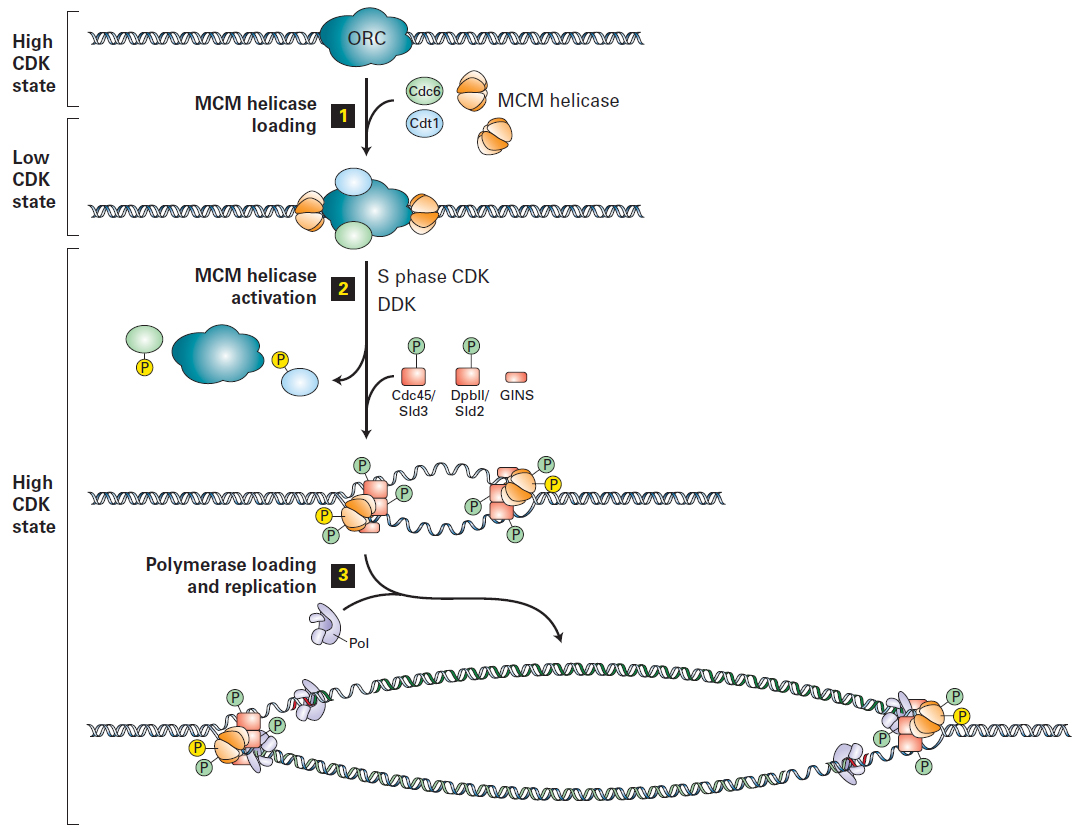 High
CDK
state
ORC
MCM helicase
loading
1
Cdc6
Cdt1
MCM helicase
Low
CDK
state
MCM helicase
activation
2
S phase CDK
DDK
P
P
P
P
Cdc45/
Sld3
DpbII/
Sld2
GINS
High
CDK
state
P
P
P
P
P
P
P
P
Polymerase loading
and replication
3
Pol
P
P
P
P
P
P
P
P